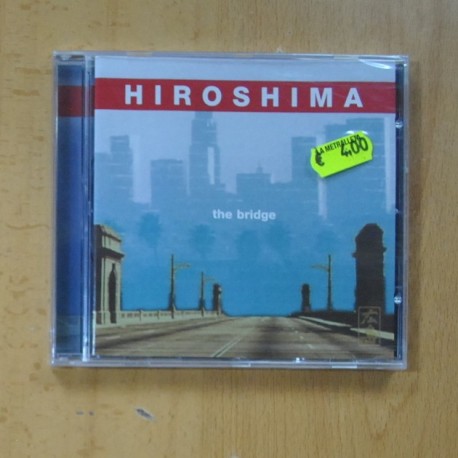 HIROSHIMA
LA METRALLETA
€ 4,00
the bridge